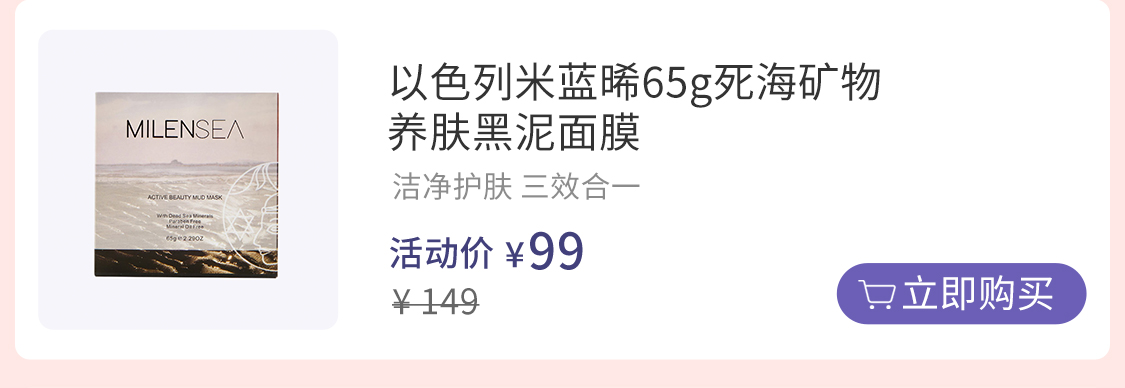 MILENSEA
ACTIVE BEAUTY MUD MASK
With Dead Sea Minerals
Paraben Free
Mineral Oil Free
65g e 2.29OZ
以色列米蓝晞65g死海矿物
养肤黑泥面膜
洁净护肤 三效合一
活动价 ¥99
¥ 149
立即购买